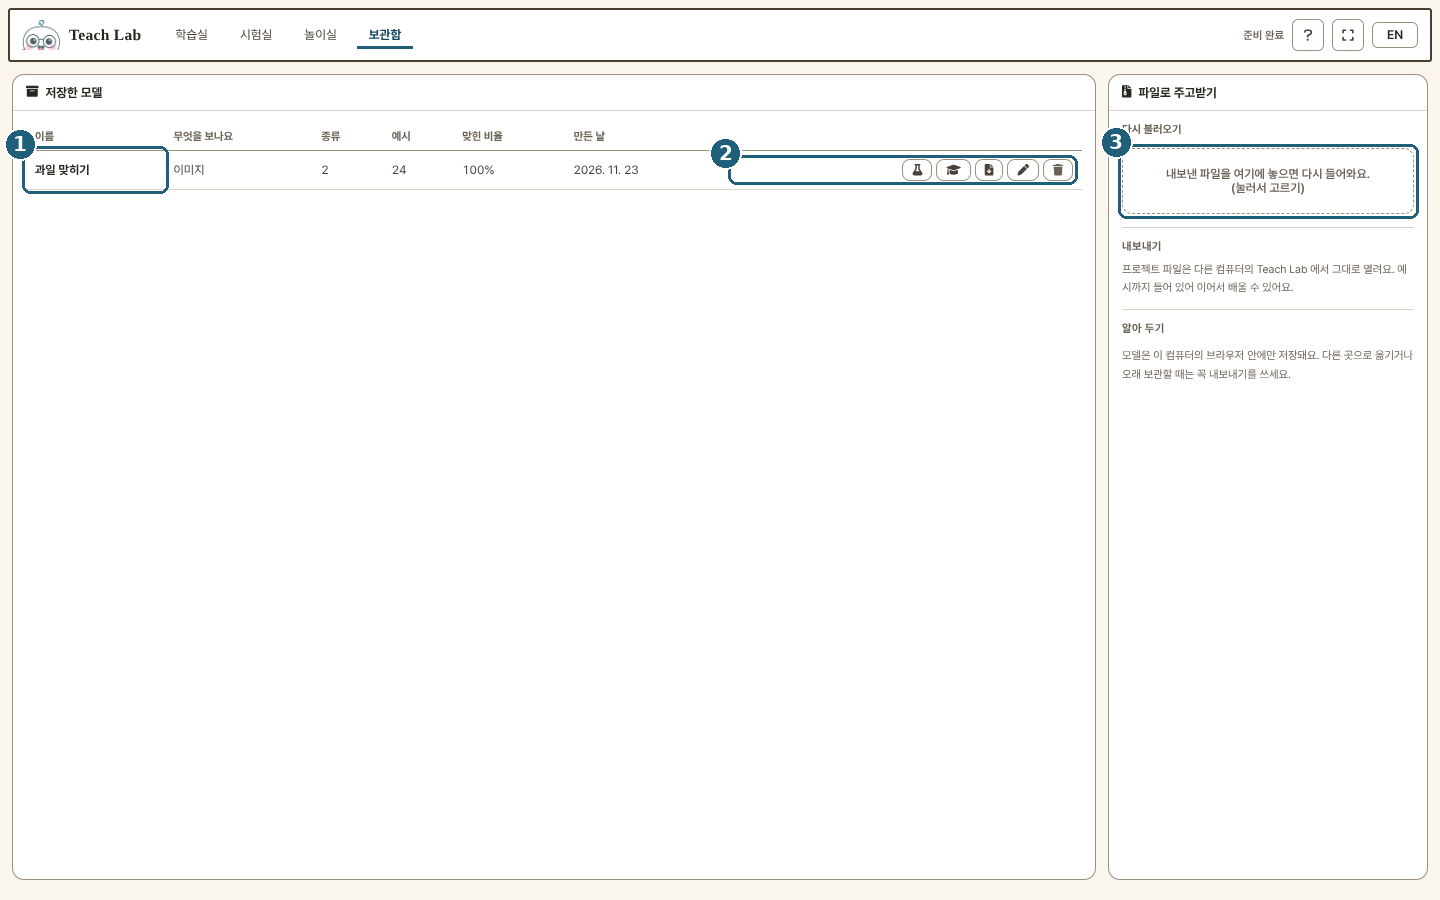 Teach Lab
학습실
시험실
놀이실
보관함
준비 완료
?
EN
저장한 모델
이름
무엇을 보나요
종류
예시
맞힌 비율
만든 날
1
과일 맞히기
이미지
2
24
100%
2026. 11. 23
2
파일로 주고받기
다시 불러오기
3
내보낸 파일을 여기에 놓으면 다시 들어와요.
(눌러서 고르기)
내보내기
프로젝트 파일은 다른 컴퓨터의 Teach Lab 에서 그대로 열려요. 예
시까지 들어 있어 이어서 배울 수 있어요.
알아 두기
모델은 이 컴퓨터의 브라우저 안에만 저장돼요. 다른 곳으로 옮기거나
오래 보관할 때는 꼭 내보내기를 쓰세요.